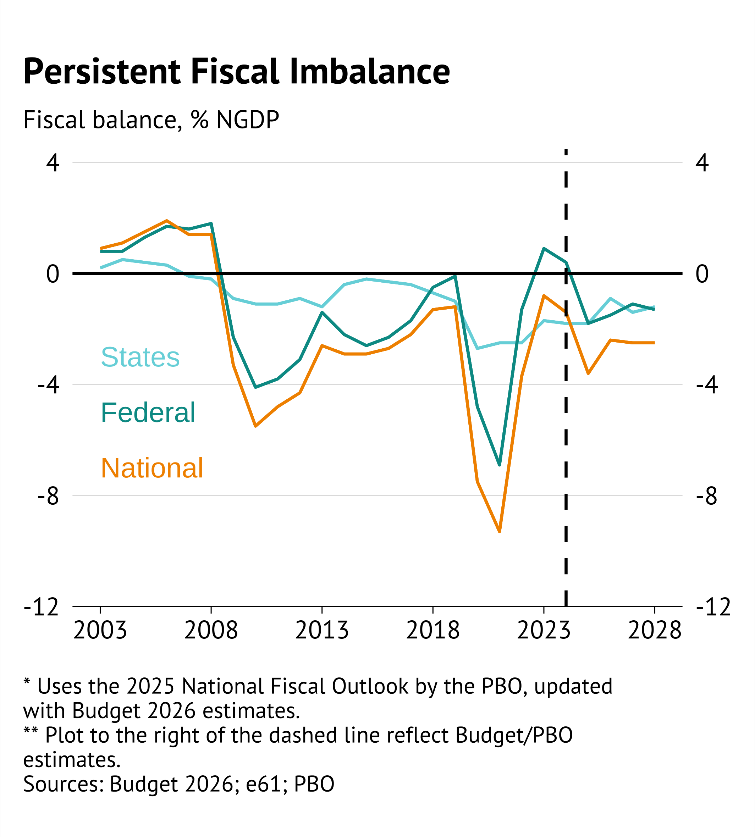 Persistent Fiscal Imbalance
Fiscal balance, % NGDP
4 4
0 0
States
-4 -4
Federal
National
-8 -8
-12 -12
2003 2008 2013 2018 2023 2028
* Uses the 2025 National Fiscal Outlook by the PBO, updated
with Budget 2026 estimates.
** Plot to the right of the dashed line reflect Budget/PBO
estimates.
Sources: Budget 2026; e61; PBO